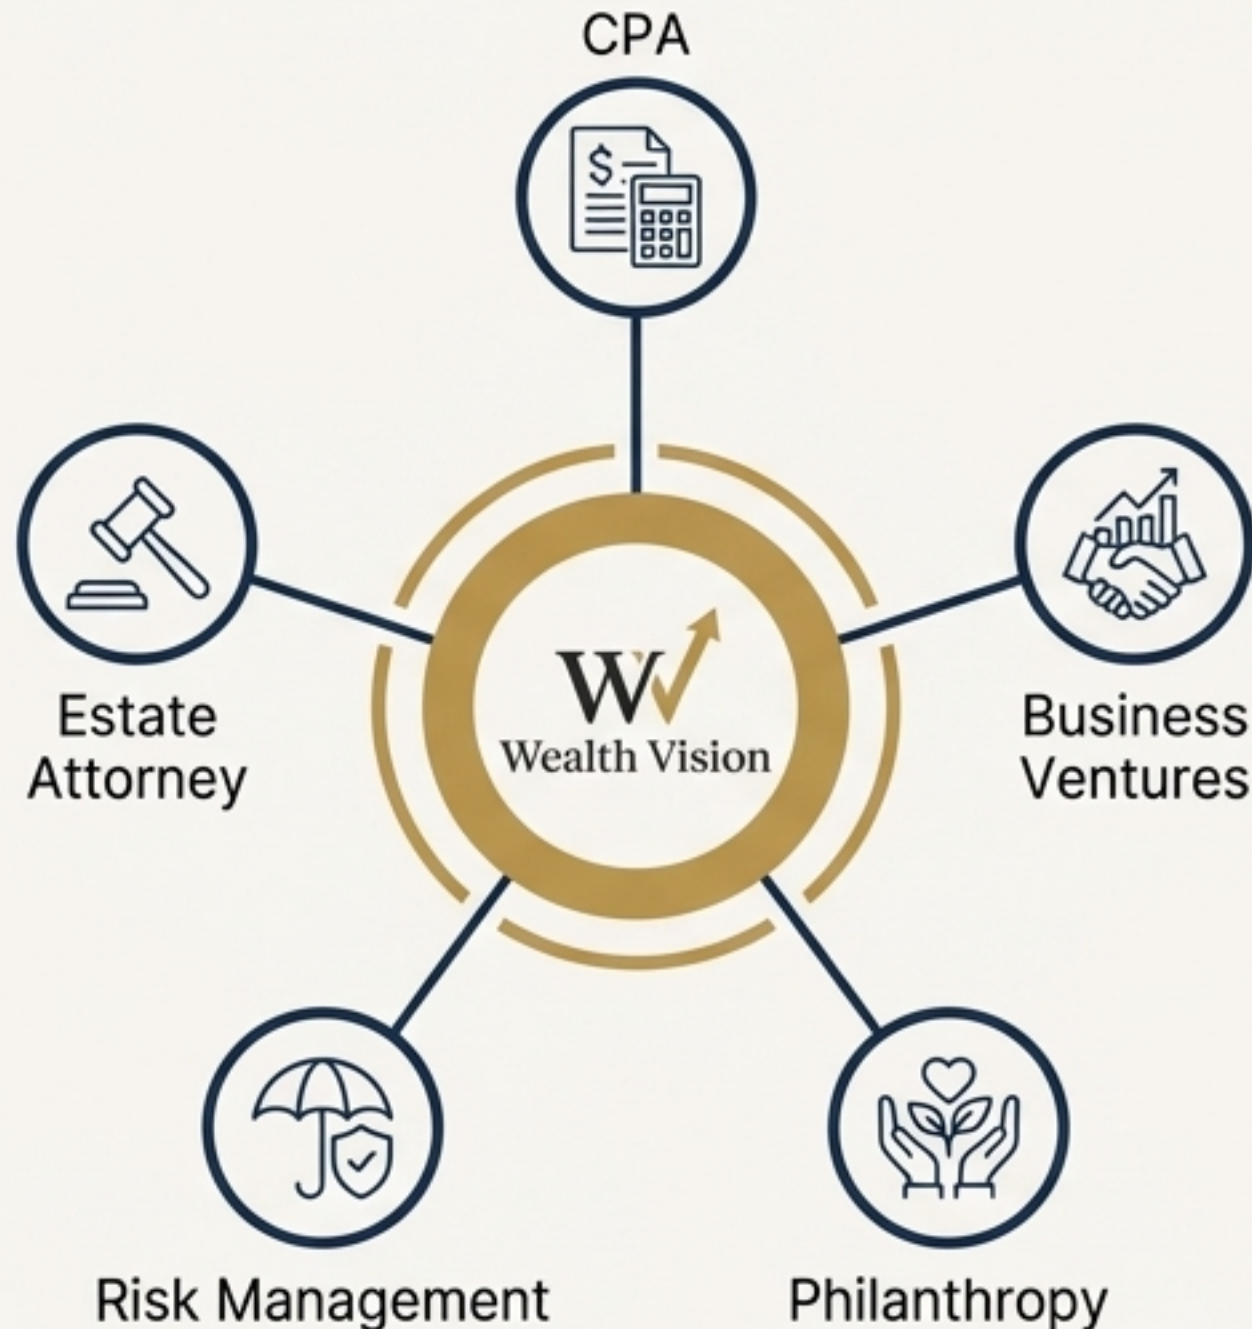 CPA
$
W
Wealth Vision
Estate
Attorney
Business
Ventures
Risk Management
Philanthropy